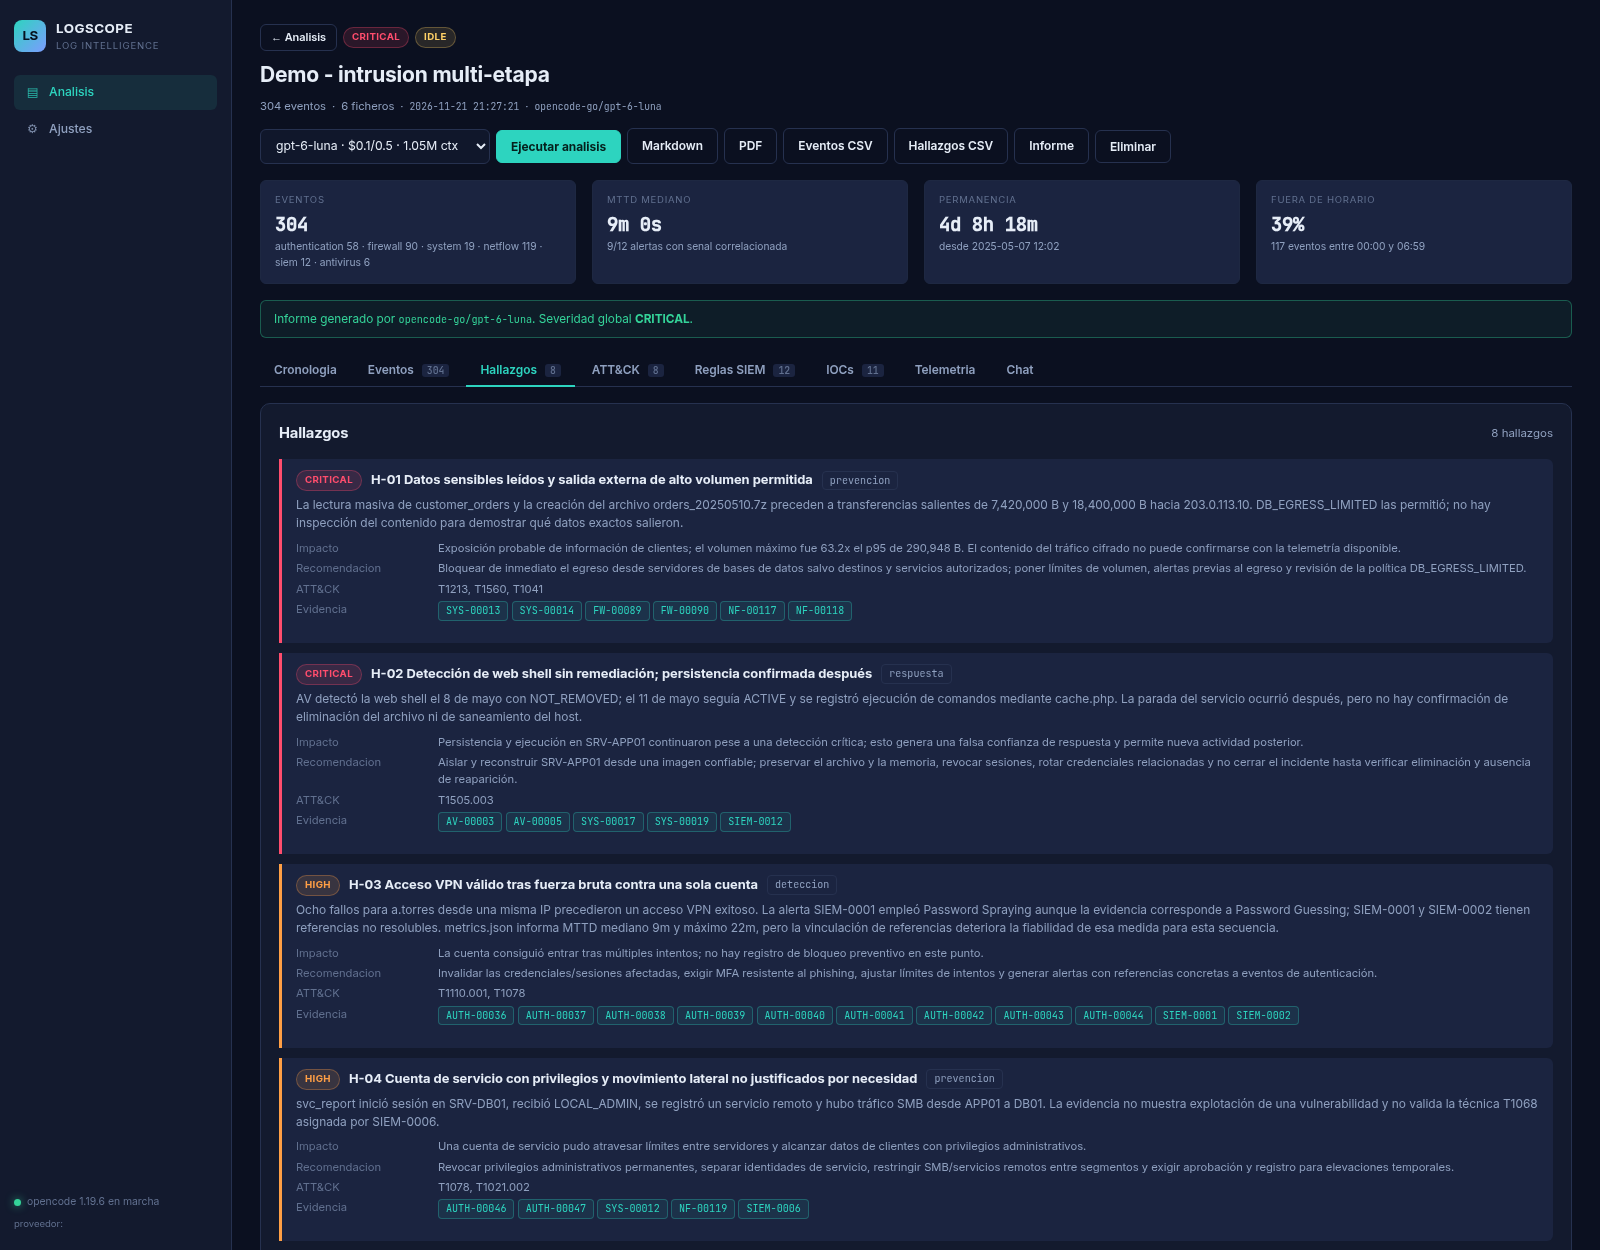 LS
LOGSCOPE
LOG INTELLIGENCE
Analisis
Ajustes
← Analisis
CRITICAL
IDLE
Demo - intrusion multi-etapa
304 eventos · 6 ficheros · 2026-11-21 21:27:21 · opencode-go/gpt-6-luna
gpt-6-luna · $0.1/0.5 · 1.05M ctx
Ejecutar analisis
Markdown
PDF
Eventos CSV
Hallazgos CSV
Informe
Eliminar
EVENTOS
304
authentication 58 · firewall 90 · system 19 · netflow 119 ·
siem 12 · antivirus 6
MTTD MEDIANO
9m 0s
9/12 alertas con senal correlacionada
PERMANENCIA
4d 8h 18m
desde 2025-05-07 12:02
FUERA DE HORARIO
39%
117 eventos entre 00:00 y 06:59
Informe generado por opencode-go/gpt-6-luna. Severidad global CRITICAL.
Cronologia
Eventos 304
Hallazgos 8
ATT&CK 8
Reglas SIEM 12
IOCs 11
Telemetria
Chat
Hallazgos
8 hallazgos
CRITICAL H-01 Datos sensibles leídos y salida externa de alto volumen permitida prevencion
La lectura masiva de customer_orders y la creación del archivo orders_20250510.7z preceden a transferencias salientes de 7,420,000 B y 18,400,000 B hacia 203.0.113.10. DB_EGRESS_LIMITED las permitió; no hay
inspección del contenido para demostrar qué datos exactos salieron.
Impacto Exposición probable de información de clientes; el volumen máximo fue 63.2x el p95 de 290,948 B. El contenido del tráfico cifrado no puede confirmarse con la telemetría disponible.
Recomendacion Bloquear de inmediato el egreso desde servidores de bases de datos salvo destinos y servicios autorizados; poner límites de volumen, alertas previas al egreso y revisión de la política DB_EGRESS_LIMITED.
ATT&CK T1213, T1560, T1041
Evidencia SYS-00013 SYS-00014 FW-00089 FW-00090 NF-00117 NF-00118
CRITICAL H-02 Detección de web shell sin remediación; persistencia confirmada después respuesta
AV detectó la web shell el 8 de mayo con NOT_REMOVED; el 11 de mayo seguía ACTIVE y se registró ejecución de comandos mediante cache.php. La parada del servicio ocurrió después, pero no hay confirmación de
eliminación del archivo ni de saneamiento del host.
Impacto Persistencia y ejecución en SRV-APP01 continuaron pese a una detección crítica; esto genera una falsa confianza de respuesta y permite nueva actividad posterior.
Recomendacion Aislar y reconstruir SRV-APP01 desde una imagen confiable; preservar el archivo y la memoria, revocar sesiones, rotar credenciales relacionadas y no cerrar el incidente hasta verificar eliminación y ausencia
de reaparición.
ATT&CK T1505.003
Evidencia AV-00003 AV-00005 SYS-00017 SYS-00019 SIEM-0012
HIGH H-03 Acceso VPN válido tras fuerza bruta contra una sola cuenta deteccion
Ocho fallos para a.torres desde una misma IP precedieron un acceso VPN exitoso. La alerta SIEM-0001 empleó Password Spraying aunque la evidencia corresponde a Password Guessing; SIEM-0001 y SIEM-0002 tienen
referencias no resolubles. metrics.json informa MTTD mediano 9m y máximo 22m, pero la vinculación de referencias deteriora la fiabilidad de esa medida para esta secuencia.
Impacto La cuenta consiguió entrar tras múltiples intentos; no hay registro de bloqueo preventivo en este punto.
Recomendacion Invalidar las credenciales/sesiones afectadas, exigir MFA resistente al phishing, ajustar límites de intentos y generar alertas con referencias concretas a eventos de autenticación.
ATT&CK T1110.001, T1078
Evidencia AUTH-00036 AUTH-00037 AUTH-00038 AUTH-00039 AUTH-00040 AUTH-00041 AUTH-00042 AUTH-00043 AUTH-00044 SIEM-0001 SIEM-0002
HIGH H-04 Cuenta de servicio con privilegios y movimiento lateral no justificados por necesidad prevencion
svc_report inició sesión en SRV-DB01, recibió LOCAL_ADMIN, se registró un servicio remoto y hubo tráfico SMB desde APP01 a DB01. La evidencia no muestra explotación de una vulnerabilidad y no valida la técnica T1068
asignada por SIEM-0006.
Impacto Una cuenta de servicio pudo atravesar límites entre servidores y alcanzar datos de clientes con privilegios administrativos.
Recomendacion Revocar privilegios administrativos permanentes, separar identidades de servicio, restringir SMB/servicios remotos entre segmentos y exigir aprobación y registro para elevaciones temporales.
ATT&CK T1078, T1021.002
Evidencia AUTH-00046 AUTH-00047 SYS-00012 NF-00119 SIEM-0006
opencode 1.19.6 en marcha
proveedor: